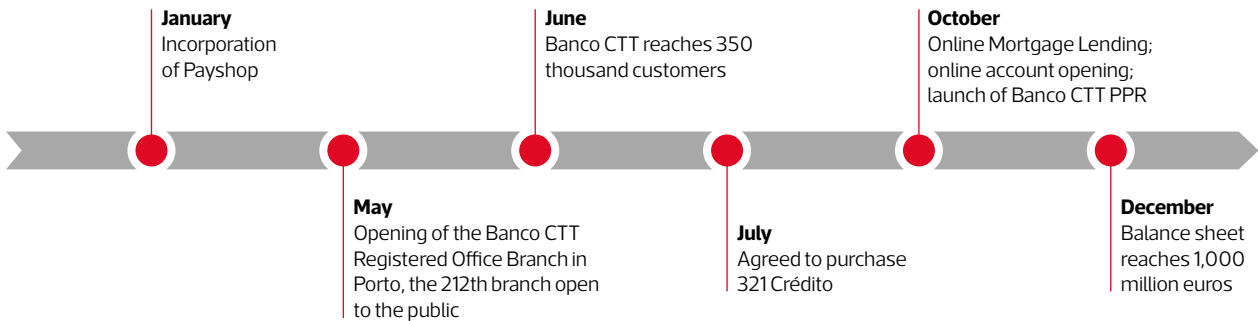 January
Incorporation
of Payshop
May
Opening of the Banco CTT
Registered Office Branch in
Porto, the 212th branch open
to the public
June
Banco CTT reaches 350
thousand customers
July
Agreed to purchase
321 Crédito
October
Online Mortgage Lending;
online account opening;
launch of Banco CTT PPR
December
Balance sheet
reaches 1,000
million euros